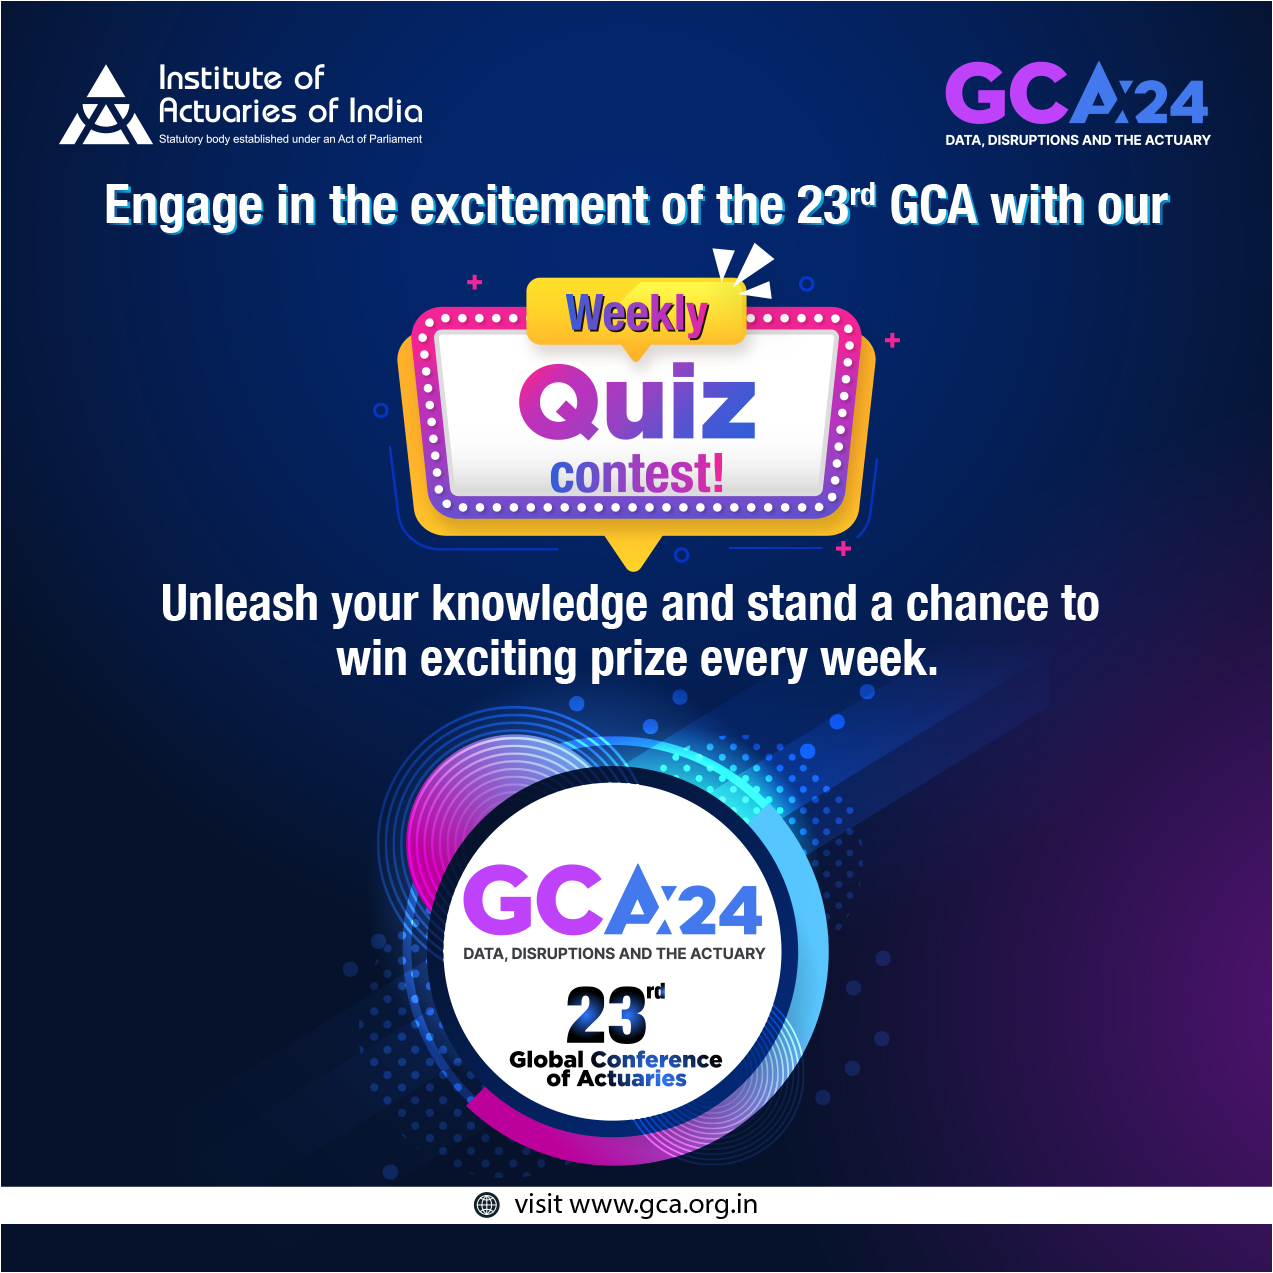 Institute of
Actuaries of India
Statutory body established under an Act of Parliament
GCA24
DATA, DISRUPTIONS AND THE ACTUARY
Engage in the excitement of the 23rd GCA with our
Weekly
Quiz
contest!
Unleash your knowledge and stand a chance to
win exciting prize every week.
GCA24
DATA, DISRUPTIONS AND THE ACTUARY
23rd
Global Conference
of Actuaries
visit www.gca.org.in